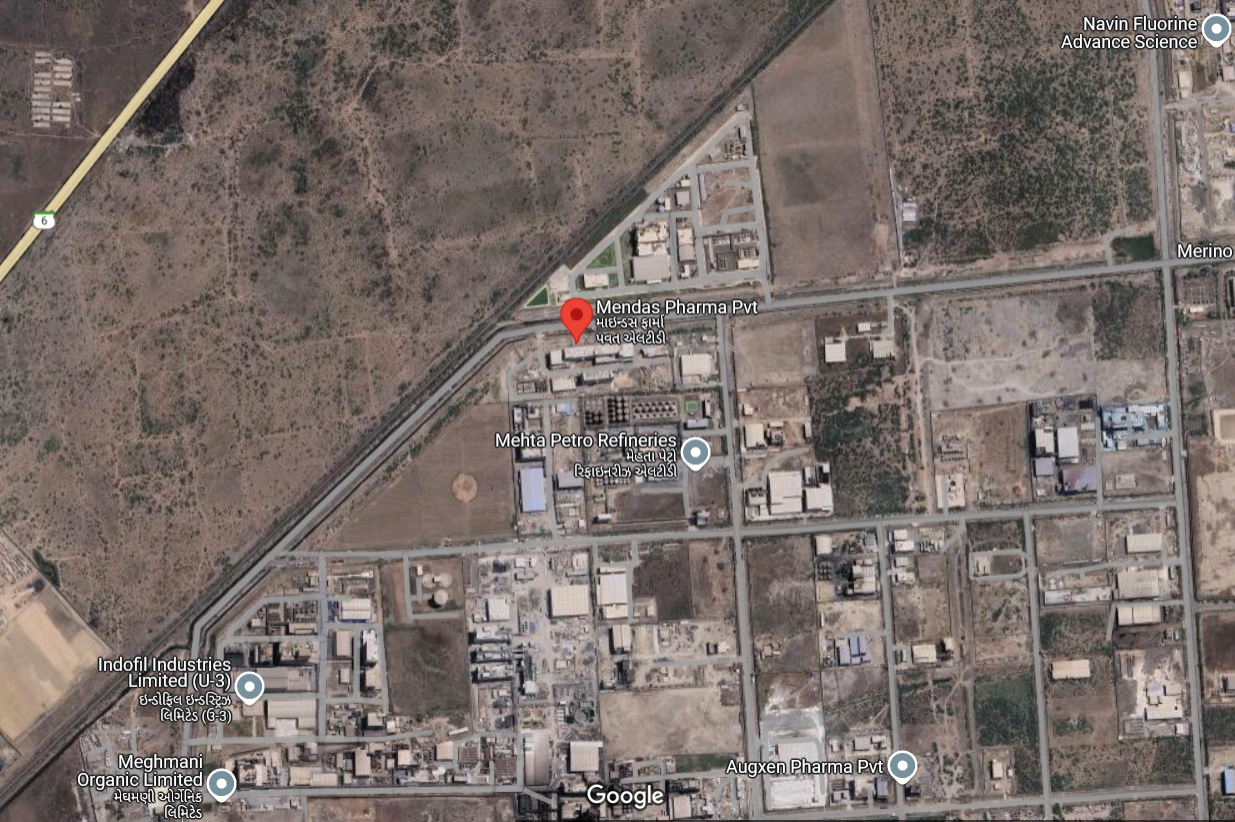 Navin Fluorine
Advance Science
6
Merino
Mendas Pharma Pvt
માઇન્ડસ ફાર્મા
પવત એલટીડી
Mehta Petro Refineries
મેહતા પેટ્રો
રિફાઇનરીઝ એલટીડી
Indofil Industries
Limited (U-3)
ઇન્ડોફિલ ઇન્ડસ્ટ્રિઝ
લિમિટેડ (ઉ-3)
Meghmani
Organic Limited
મેઘમણી ઓર્ગેનિક
લિમિટેડ
Augxen Pharma Pvt
Google